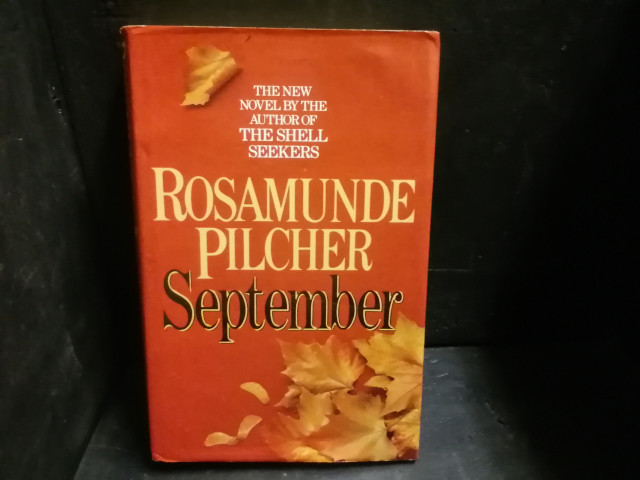 THE NEW
NOVEL BY THE
AUTHOR OF
THE SHELL
SEEKERS
ROSAMUNDE
PILCHER
September